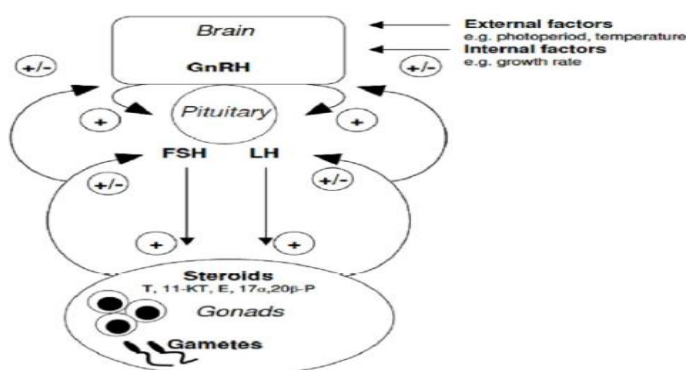 Brain
GnRH
External factors
e.g. photoperiod, temperature
Internal factors
e.g. growth rate
+/-
+/-
+
Pituitary
+
FSH LH
+/-
+/-
+
+
Steroids
T, 11-KT, E, 17α,20β-P
Gonads
Gametes